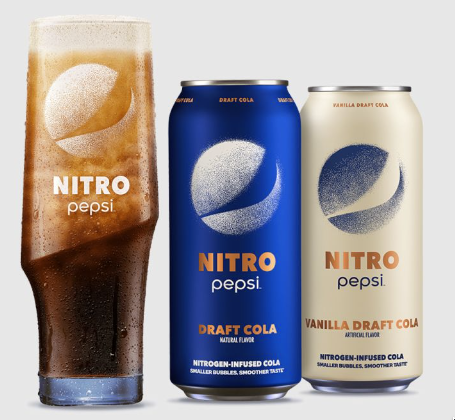 NITRO
pepsi
DRAFT COLA
NITRO
pepsi
DRAFT COLA
NATURAL FLAVOR
NITROGEN-INFUSED COLA
SMALLER BUBBLES. SMOOTHER TASTE
VANILLA DRAFT COLA
NITRO
pepsi
VANILLA DRAFT COLA
ARTIFICIAL FLAVOR
NITROGEN-INFUSED COLA
SMALLER BUBBLES. SMOOTHER TASTE